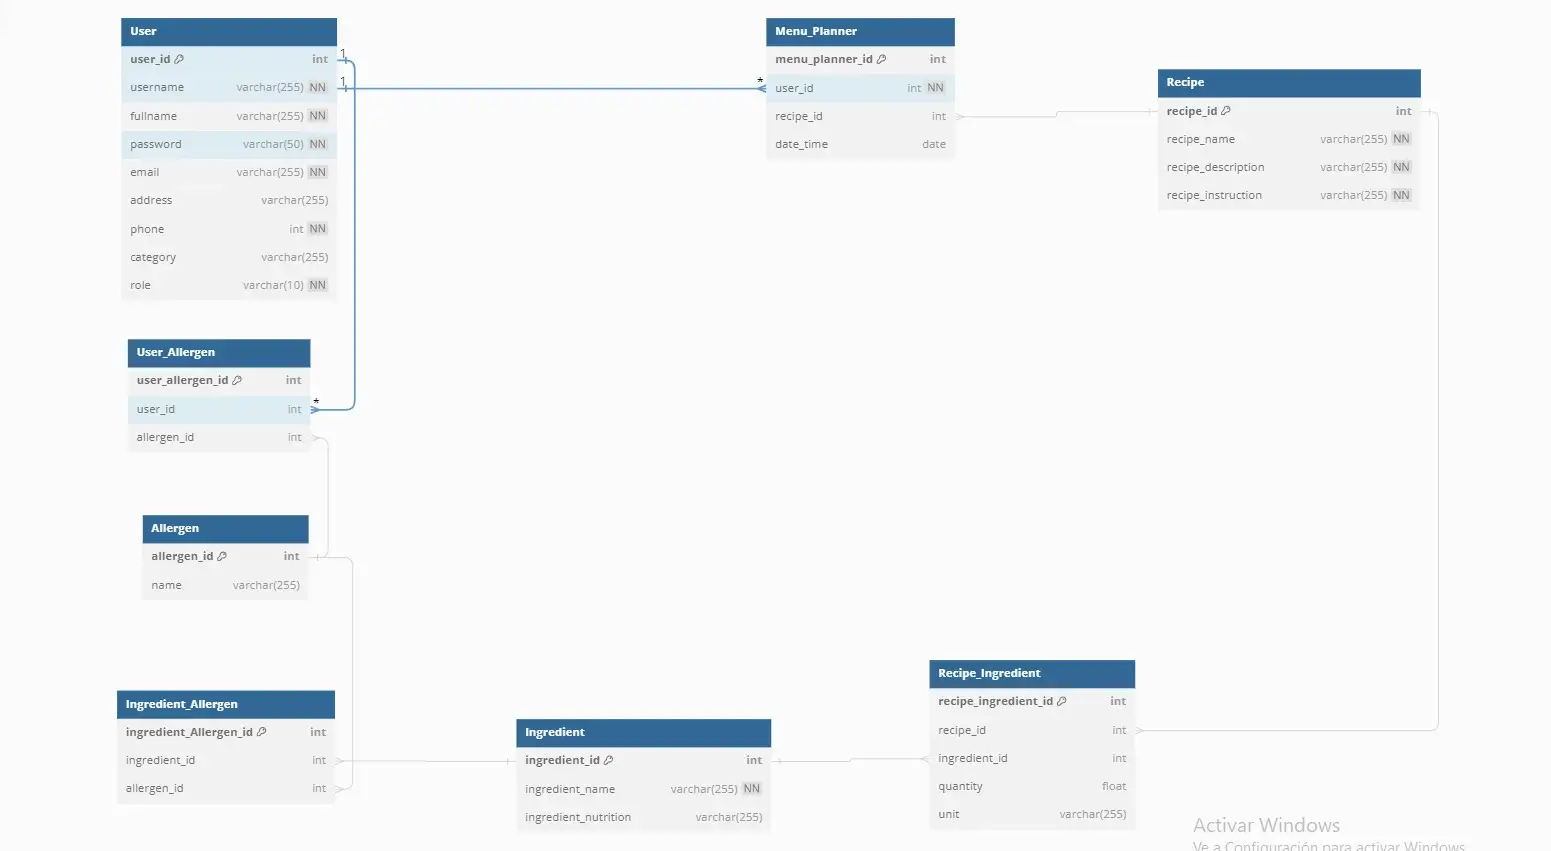 User
user_id int
username varchar(255) NN
fullname varchar(255) NN
password varchar(50) NN
email varchar(255) NN
address varchar(255)
phone int NN
category varchar(255)
role varchar(10) NN
1
1
*
Menu_Planner
menu_planner_id int
user_id int NN
recipe_id int
date_time date
Recipe
recipe_id int
recipe_name varchar(255) NN
recipe_description varchar(255) NN
recipe_instruction varchar(255) NN
User_Allergen
user_allergen_id int
user_id int
allergen_id int
*
Allergen
allergen_id int
name varchar(255)
Ingredient_Allergen
ingredient_Allergen_id int
ingredient_id int
allergen_id int
Ingredient
ingredient_id int
ingredient_name varchar(255) NN
ingredient_nutrition varchar(255)
Recipe_Ingredient
recipe_ingredient_id int
recipe_id int
ingredient_id int
quantity float
unit varchar(255)
Activar Windows
Ve a Configuración para activar Windows